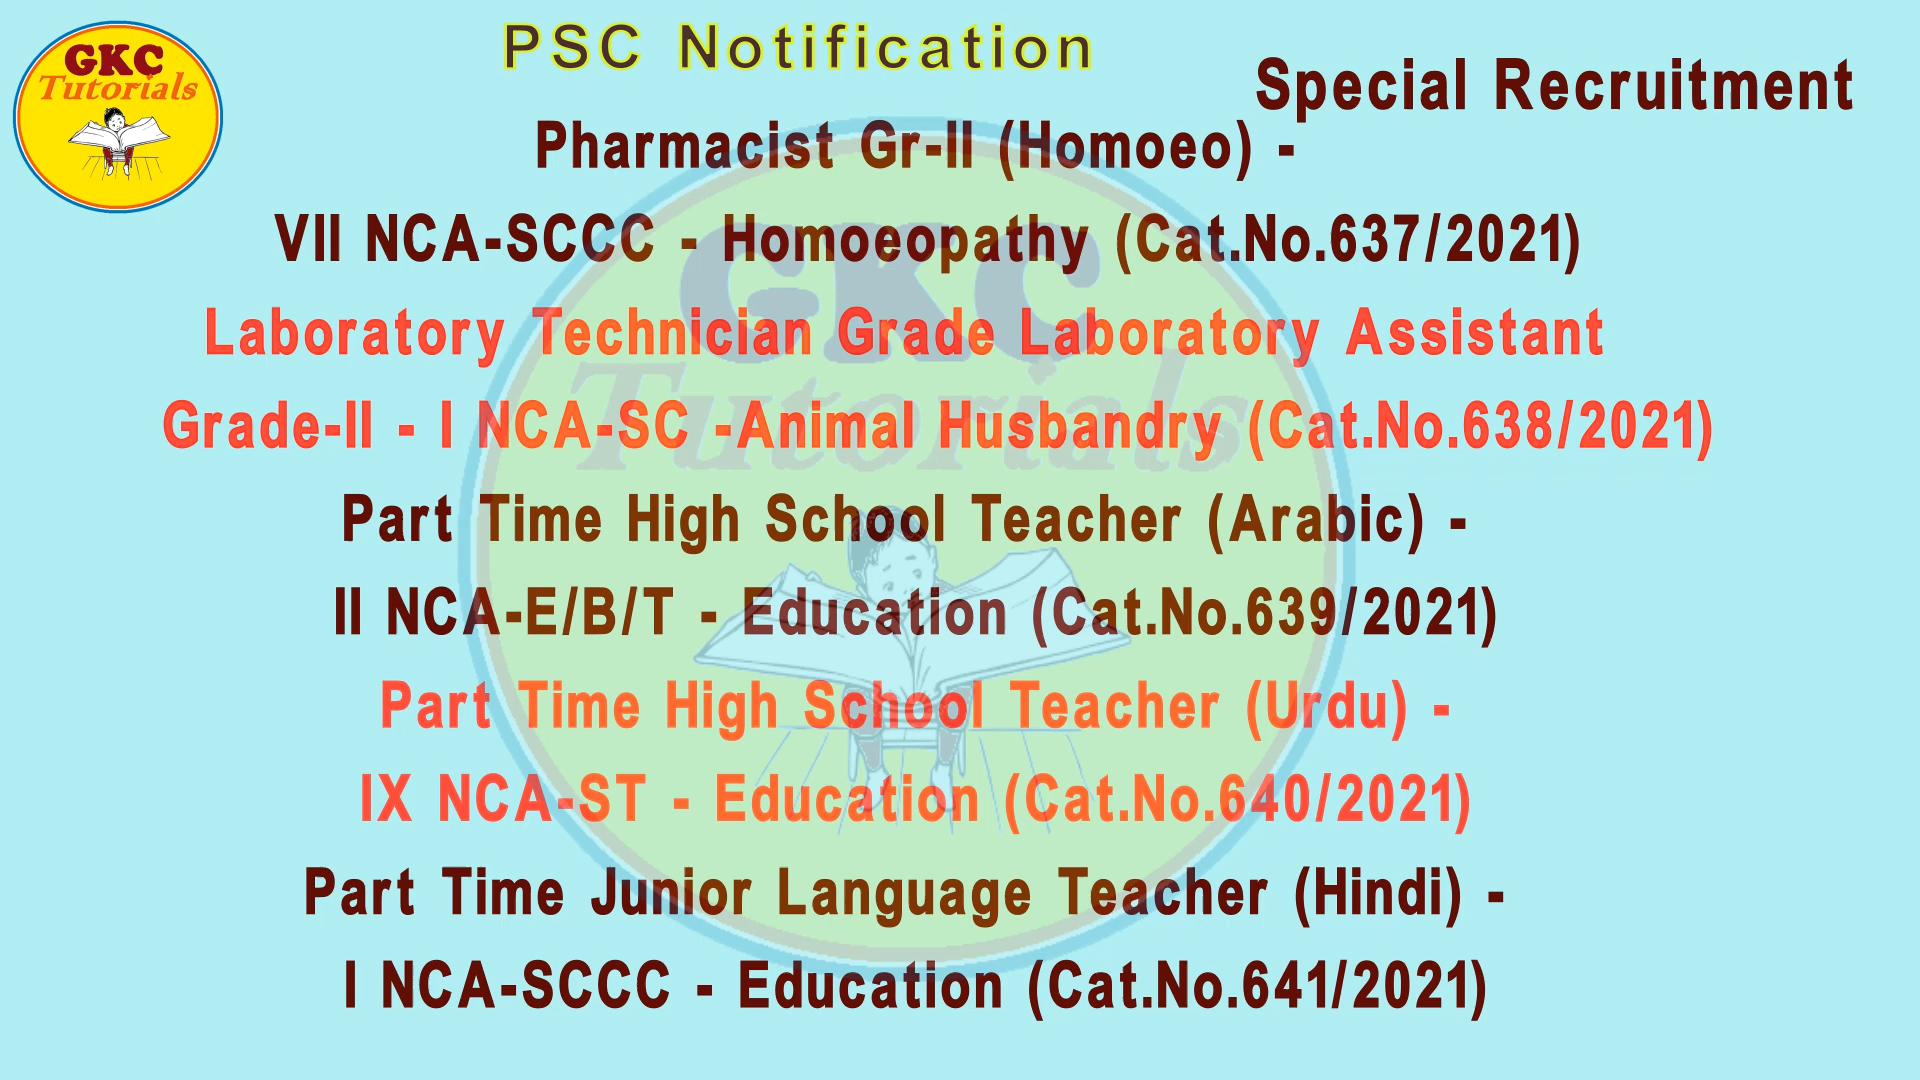 GKC
Tutorials
PSC Notification
Special Recruitment
Pharmacist Gr-II (Homoeo) -
VII NCA-SCCC - Homoeopathy (Cat.No.637/2021)
Laboratory Technician Grade Laboratory Assistant
Grade-II - I NCA-SC -Animal Husbandry (Cat.No.638/2021)
Part Time High School Teacher (Arabic) -
II NCA-E/B/T - Education (Cat.No.639/2021)
Part Time High School Teacher (Urdu) -
IX NCA-ST - Education (Cat.No.640/2021)
Part Time Junior Language Teacher (Hindi) -
I NCA-SCCC - Education (Cat.No.641/2021)
GKC
Tutorials